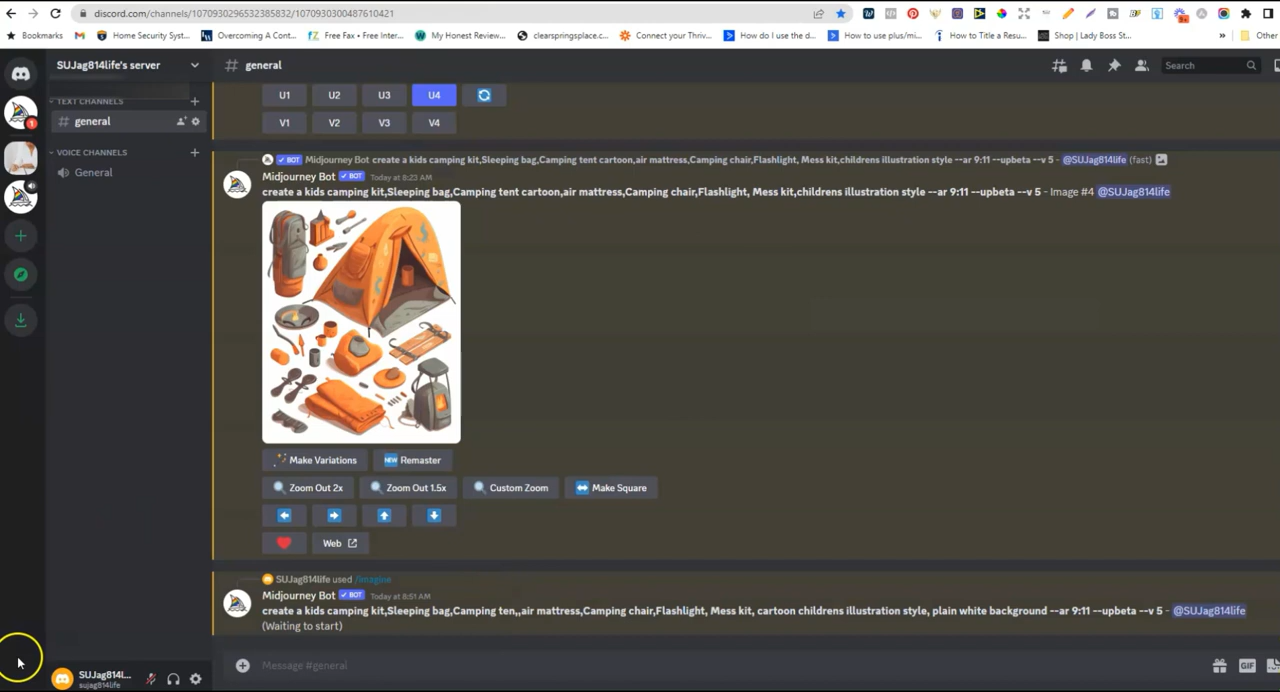 discord.com/channels/1070930296532385832/1070930300487610421
Bookmarks Home Security Syst... Overcoming A Cont... Free Fax • Free Inter... My Honest Review... clearspringsplace.c... Connect your Thriv... How do I use the d... How to use plus/mi... How to Title a Resu... Shop | Lady Boss St... » Other
SUJag814life's server
# general
Search
TEXT CHANNELS
# general
VOICE CHANNELS
General
U1 U2 U3 U4
V1 V2 V3 V4
BOT Midjourney Bot create a kids camping kit,Sleeping bag,Camping tent cartoon,air mattress,Camping chair,Flashlight, Mess kit,childrens illustration style --ar 9:11 --upbeta --v 5 - @SUJag814life (fast)
Midjourney Bot BOT Today at 8:23 AM
create a kids camping kit,Sleeping bag,Camping tent cartoon,air mattress,Camping chair,Flashlight, Mess kit,childrens illustration style --ar 9:11 --upbeta --v 5 - Image #4 @SUJag814life
Make Variations NEW Remaster
Zoom Out 2x Zoom Out 1.5x Custom Zoom Make Square
Web
SUJag814life used /imagine
Midjourney Bot BOT Today at 8:51 AM
create a kids camping kit,Sleeping bag,Camping ten,,air mattress,Camping chair,Flashlight, Mess kit, cartoon childrens illustration style, plain white background --ar 9:11 --upbeta --v 5 - @SUJag814life
(Waiting to start)
Message #general
GIF
SUJag814l...
sujag814life